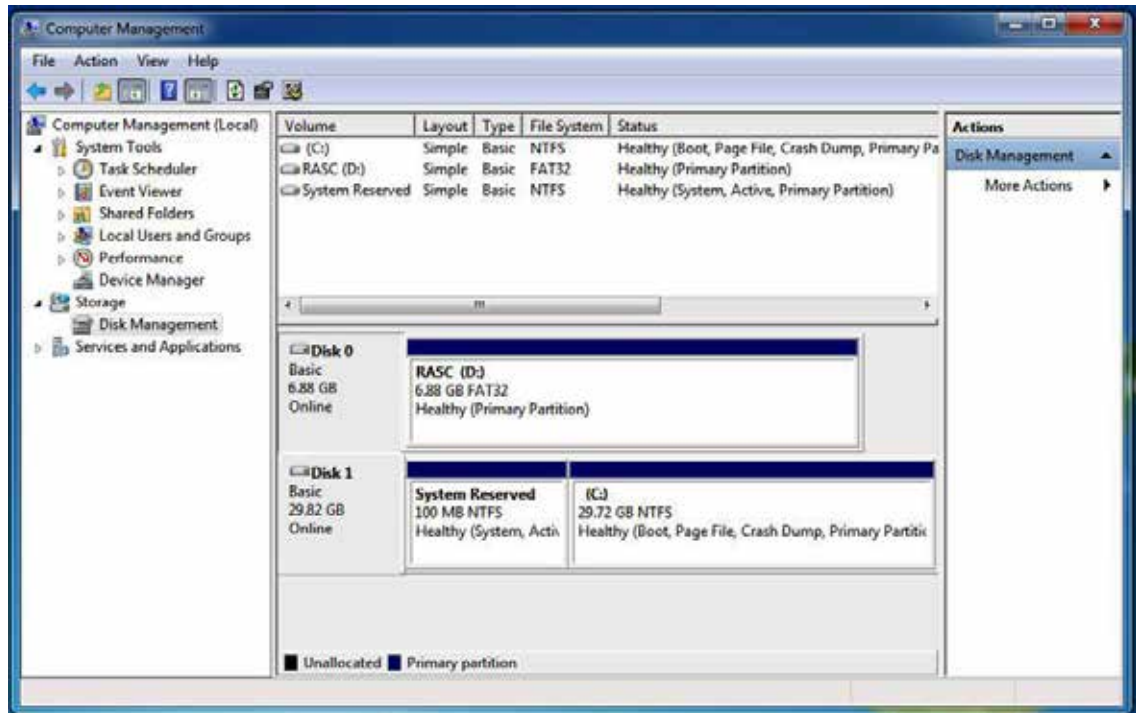 Computer Management
File Action View Help
Computer Management (Local)
System Tools
Task Scheduler
Event Viewer
Shared Folders
Local Users and Groups
Performance
Device Manager
Storage
Disk Management
Services and Applications
Volume Layout Type File System Status
(C:) Simple Basic NTFS Healthy (Boot, Page File, Crash Dump, Primary Pa
RASC (D:) Simple Basic FAT32 Healthy (Primary Partition)
System Reserved Simple Basic NTFS Healthy (System, Active, Primary Partition)
Disk 0
Basic
6.88 GB
Online
RASC (D:)
6.88 GB FAT32
Healthy (Primary Partition)
Disk 1
Basic
29.82 GB
Online
System Reserved
100 MB NTFS
Healthy (System, Activ
(C:)
29.72 GB NTFS
Healthy (Boot, Page File, Crash Dump, Primary Partitic
Unallocated Primary partition
Actions
Disk Management
More Actions